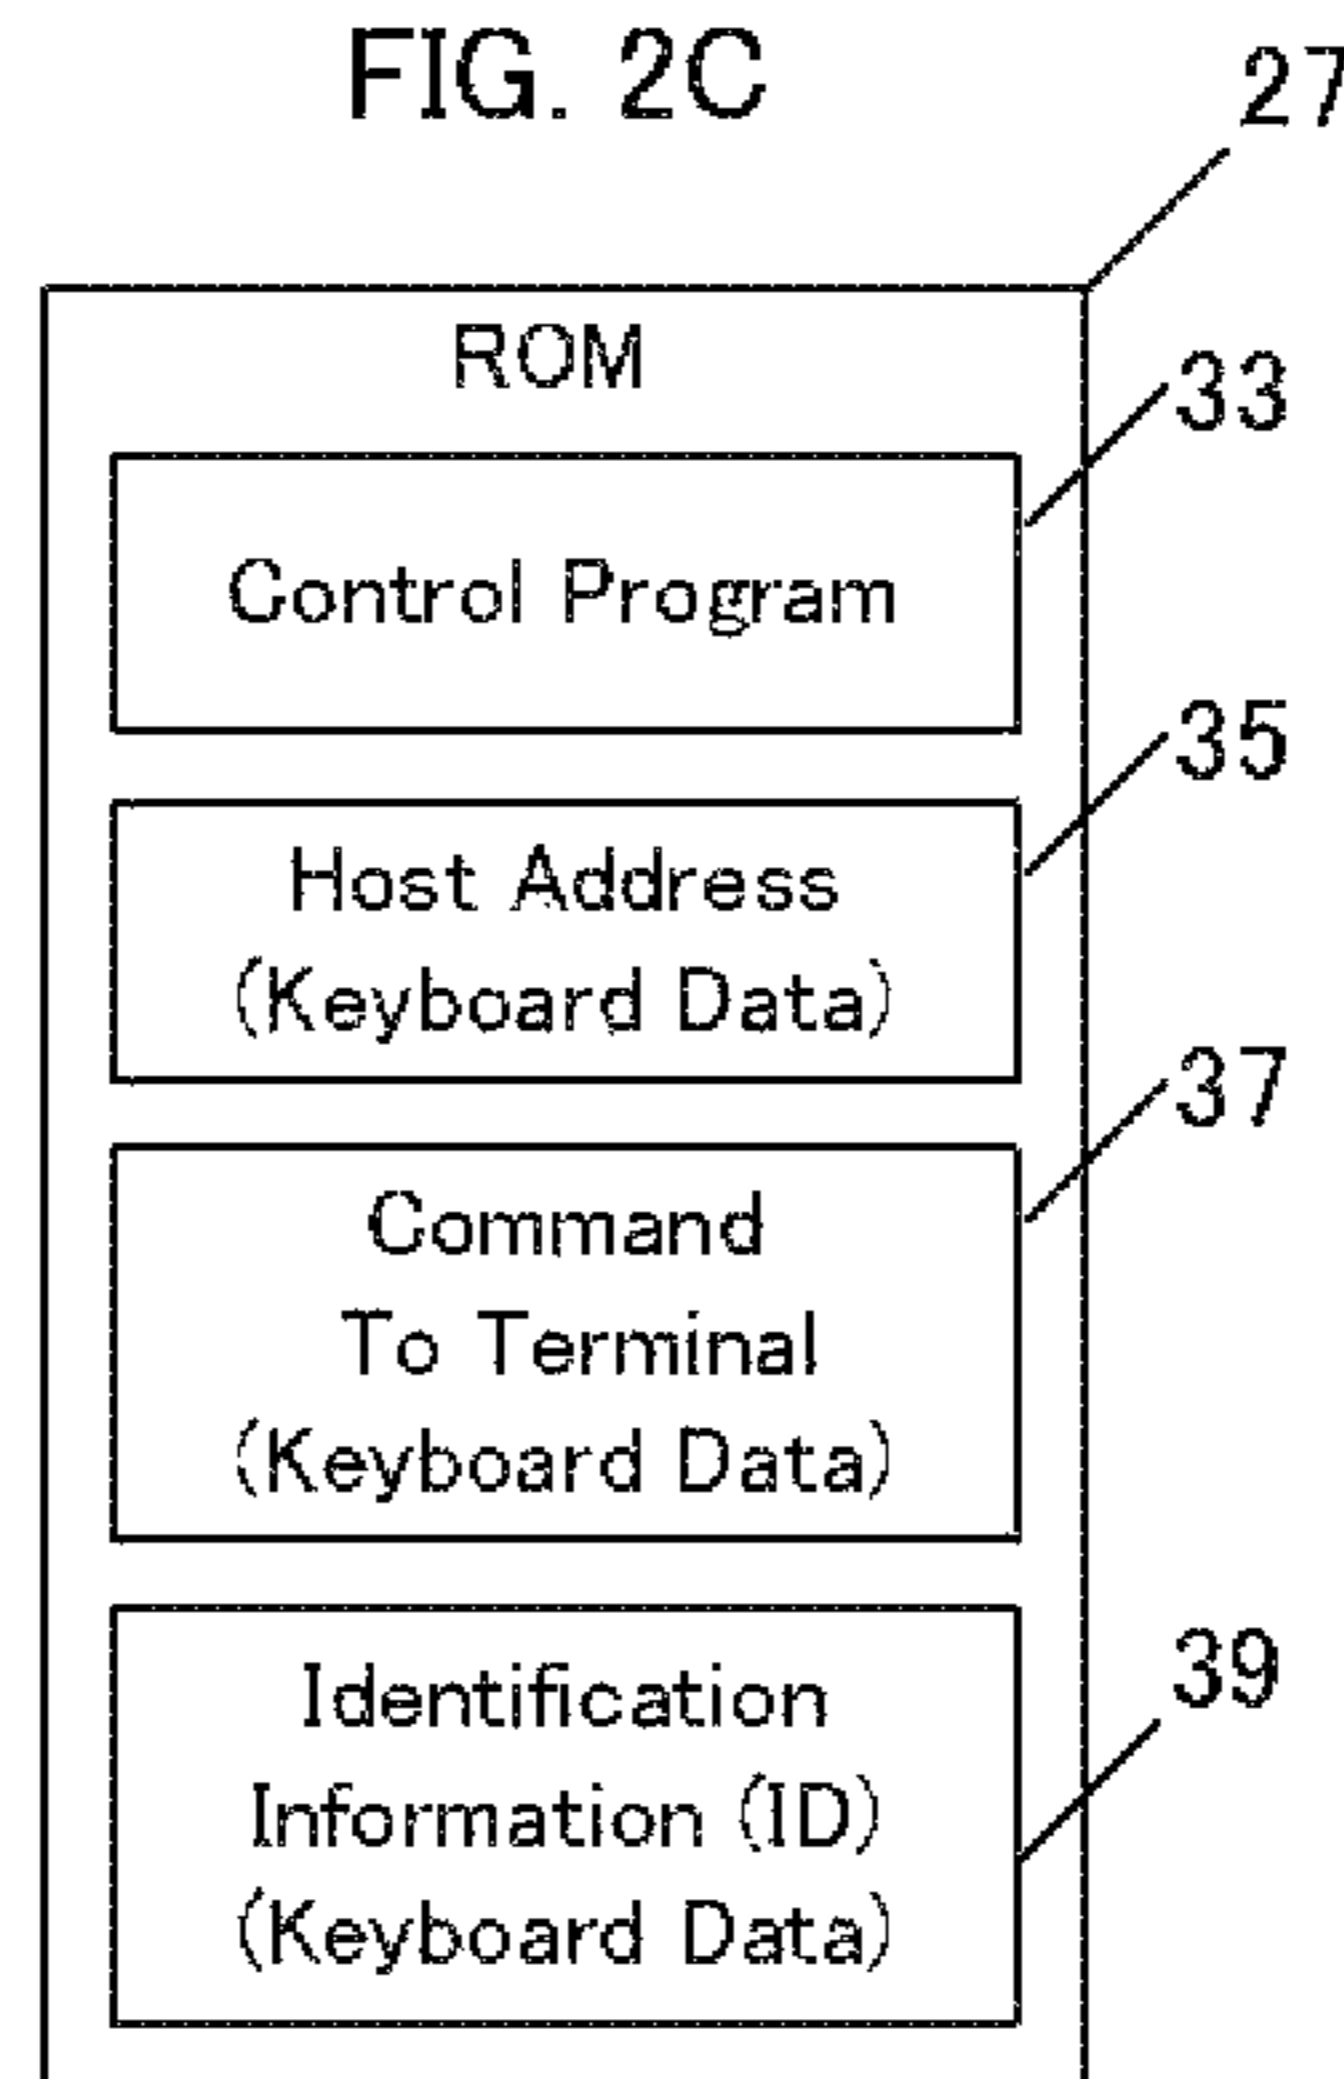 FIG. 2C
27
ROM
33
Control Program
35
Host Address
(Keyboard Data)
37
Command
To Terminal
(Keyboard Data)
39
Identification
Information (ID)
(Keyboard Data)